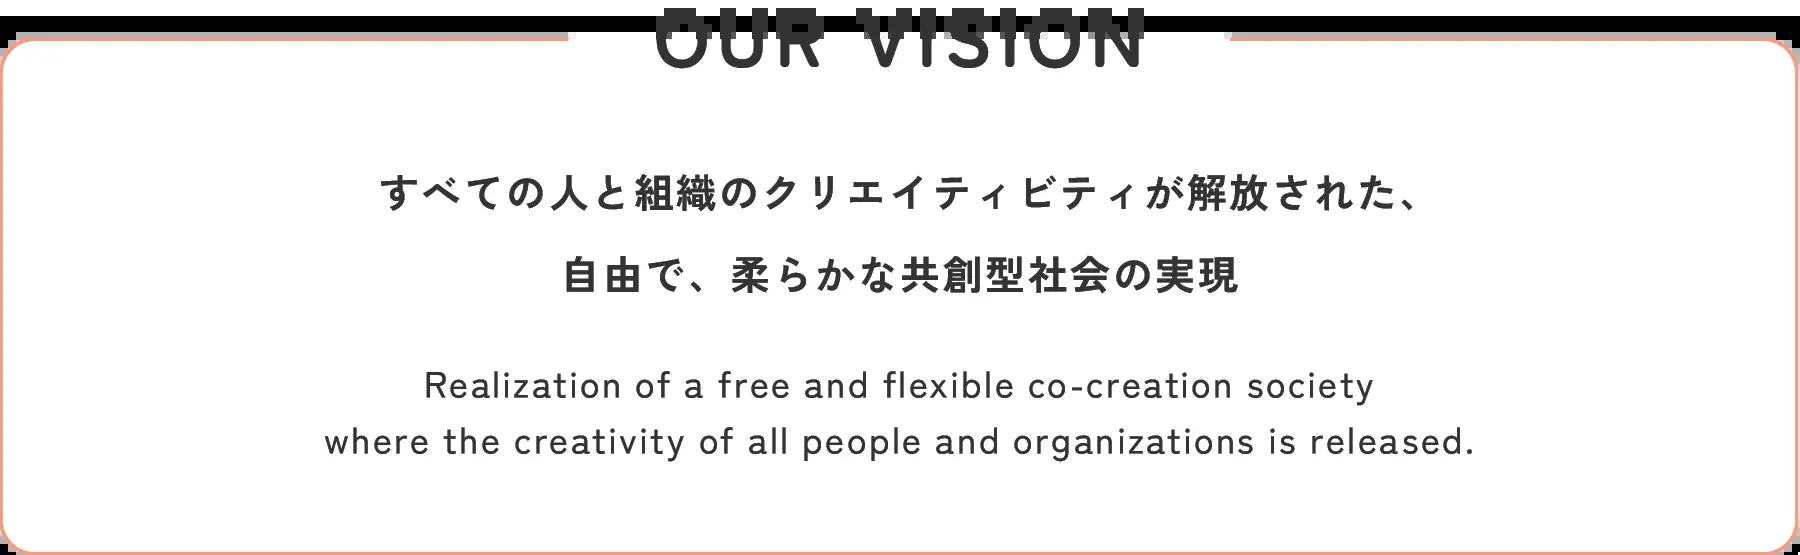 OUR VISION
すべての人と組織のクリエイティビティが解放された、
自由で、柔らかな共創型社会の実現
Realization of a free and flexible co-creation society
where the creativity of all people and organizations is released.